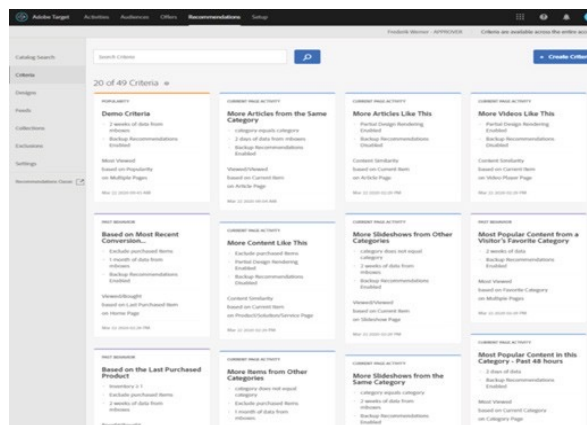 Adobe Target
Activities
Audiences
Offers
Recommendations
Setup
Criteria are available across the entire
Catalog Search
Criteria
Designs
Feeds
Collections
Exclusions
Settings
Search Criteria
+ Create Criter
20 of 49 Criteria
POPULARITY
Demo Criteria
2 weeks of data from
mboxes
Backup Recommendations
Enabled
Most Viewed
based on Popularity
on Multiple Pages
CURRENT PAGE ACTIVITY
More Articles from the Same
Category
category equals category
2 days of data from mboxes
Backup Recommendations
Enabled
Viewed/Viewed
based on Current Item
on Article Page
CURRENT PAGE ACTIVITY
More Articles Like This
Partial Design Rendering
Enabled
Backup Recommendations
Content Similarity
based on Current Item
on Article Page
CURRENT PAGE ACTIVITY
More Videos Like This
Partial Design Rendering
Enabled
Backup Recommendations
Enabled
Content Similarity
based on Current Item
on Video Player Page
PAST BEHAVIOR
Based on Most Recent
Conversion...
Exclude purchased items
1 month of data from
mboxes
Backup Recommendations
Enabled
Viewed/Bought
based on Last Purchased Item
on Home Page
CURRENT PAGE ACTIVITY
More Content Like This
Exclude purchased items
Partial Design Rendering
Enabled
Backup Recommendations
Disabled
Content Similarity
based on Current Item
on Product/Solution/Service Page
CURRENT PAGE ACTIVITY
More Slideshows from Other
Categories
category does not equal
category
2 weeks of data from
mboxes
Backup Recommendations
Enabled
Viewed/Viewed
based on Current Item
on Slideshow Page
PAST BEHAVIOR
Most Popular Content from a
Visitor's Favorite Category
2 weeks of data
Backup Recommendations
Enabled
Most Viewed
based on Favorite Category
on Multiple Pages
PAST BEHAVIOR
Based on the Last Purchased
Product
Exclude purchased items
2 weeks of data from
mboxes
Backup Recommendations
Enabled
CURRENT PAGE ACTIVITY
More Items from Other
Categories
category does not equal
category
Exclude purchased items
1 month of data from
mboxes
CURRENT PAGE ACTIVITY
More Slideshows from the
Same Category
category equals category
2 weeks of data from
mboxes
Backup Recommendations
Enabled
CURRENT PAGE ACTIVITY
Most Popular Content in this
Category - Past 48 hours
2 days of data
Backup Recommendations
Enabled
Most Viewed
based on Current Category
on Category Page